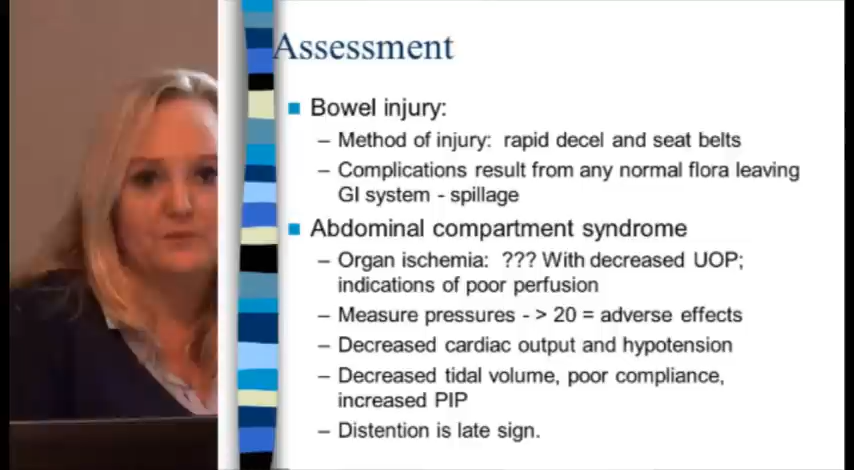 Assessment
Bowel injury:
– Method of injury: rapid decel and seat belts
– Complications result from any normal flora leaving
GI system - spillage
Abdominal compartment syndrome
– Organ ischemia: ??? With decreased UOP;
indications of poor perfusion
– Measure pressures - > 20 = adverse effects
– Decreased cardiac output and hypotension
– Decreased tidal volume, poor compliance,
increased PIP
– Distention is late sign.